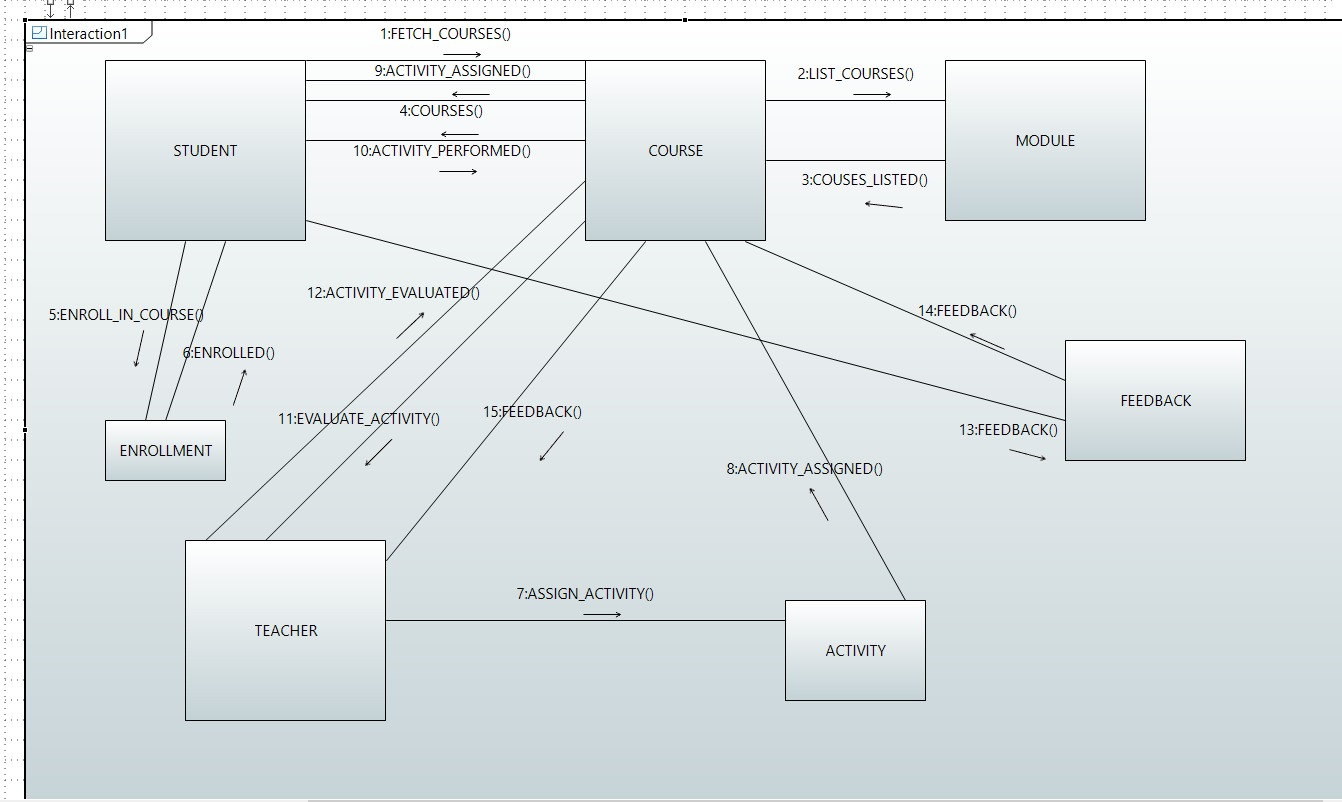 Interaction1
1:FETCH_COURSES()
9:ACTIVITY_ASSIGNED()
2:LIST_COURSES()
4:COURSES()
STUDENT
10:ACTIVITY_PERFORMED()
COURSE
MODULE
3:COUSES_LISTED()
12:ACTIVITY_EVALUATED()
5:ENROLL_IN_COURSE()
14:FEEDBACK()
6:ENROLLED()
FEEDBACK
11:EVALUATE_ACTIVITY()
15:FEEDBACK()
13:FEEDBACK()
ENROLLMENT
8:ACTIVITY_ASSIGNED()
7:ASSIGN_ACTIVITY()
TEACHER
ACTIVITY